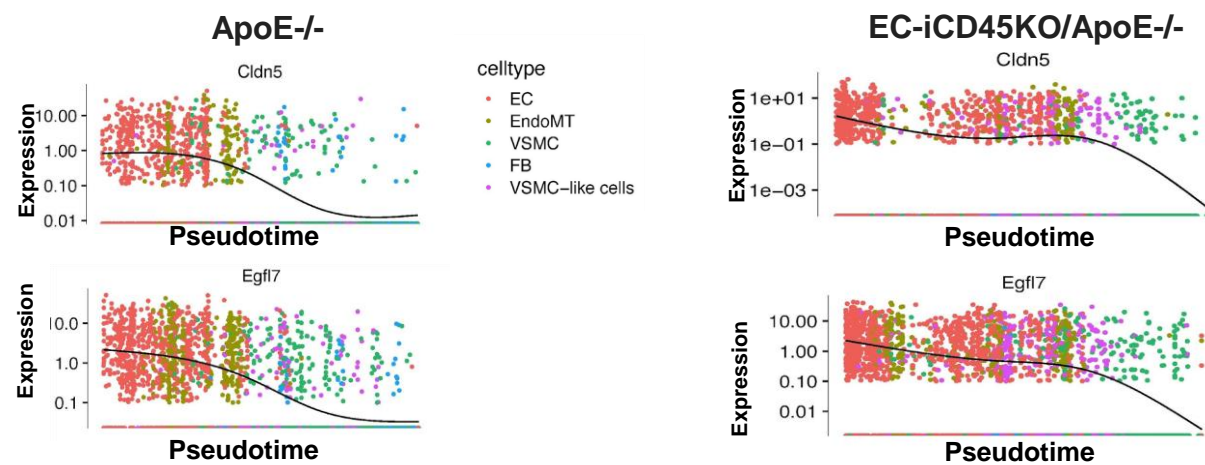 ApoE-/-
Cldn5
Expression
10.00
1.00
0.10
0.01
Pseudotime
celltype
EC
EndoMT
VSMC
FB
VSMC-like cells
Egfl7
Expression
10.0
1.0
0.1
Pseudotime
EC-iCD45KO/ApoE-/-
Cldn5
Expression
1e+01
1e-01
1e-03
Pseudotime
Egfl7
Expression
10.00
1.00
0.10
0.01
Pseudotime